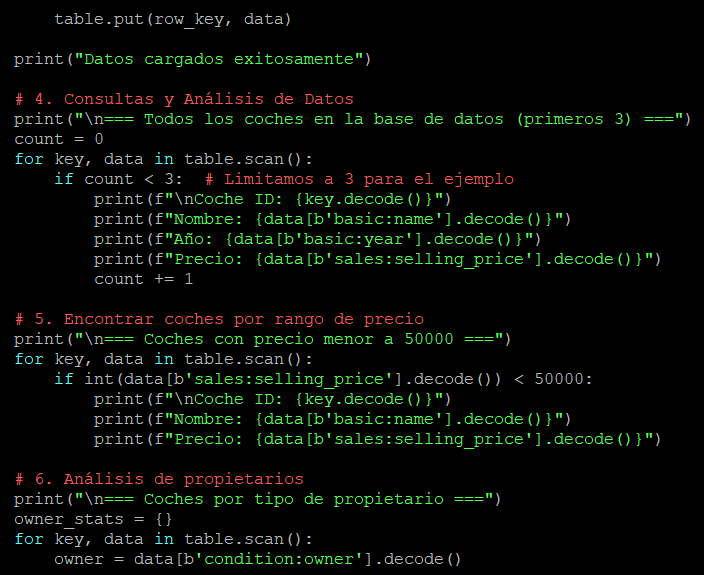 table.put(row_key, data)

print("Datos cargados exitosamente")

# 4. Consultas y Análisis de Datos
print("\n=== Todos los coches en la base de datos (primeros 3) ===")
count = 0
for key, data in table.scan():
    if count < 3:  # Limitamos a 3 para el ejemplo
        print(f"\nCoche ID: {key.decode()}")
        print(f"Nombre: {data[b'basic:name'].decode()}")
        print(f"Año: {data[b'basic:year'].decode()}")
        print(f"Precio: {data[b'sales:selling_price'].decode()}")
        count += 1

# 5. Encontrar coches por rango de precio
print("\n=== Coches con precio menor a 50000 ===")
for key, data in table.scan():
    if int(data[b'sales:selling_price'].decode()) < 50000:
        print(f"\nCoche ID: {key.decode()}")
        print(f"Nombre: {data[b'basic:name'].decode()}")
        print(f"Precio: {data[b'sales:selling_price'].decode()}")

# 6. Análisis de propietarios
print("\n=== Coches por tipo de propietario ===")
owner_stats = {}
for key, data in table.scan():
    owner = data[b'condition:owner'].decode()